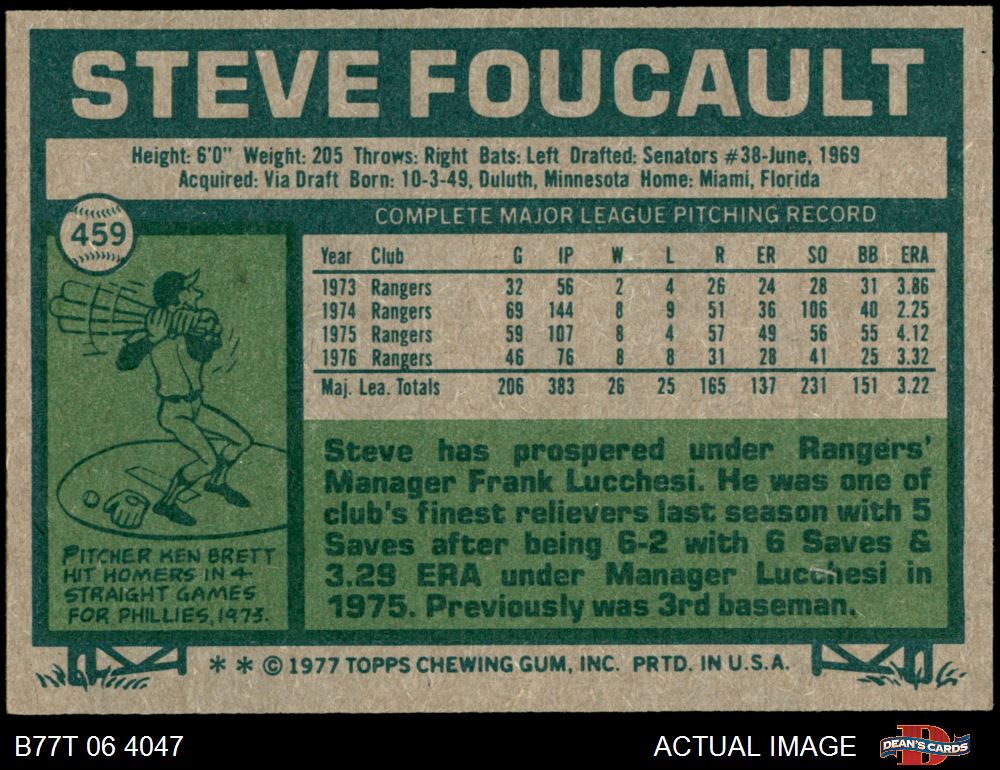 STEVE FOUCAULT
Height: 6'0" Weight: 205 Throws: Right Bats: Left Drafted: Senators #38-June, 1969
Acquired: Via Draft Born: 10-3-49, Duluth, Minnesota Home: Miami, Florida
459
COMPLETE MAJOR LEAGUE PITCHING RECORD
Year Club G IP W L R ER SO BB ERA
1973 Rangers 32 56 2 4 26 24 28 31 3.86
1974 Rangers 69 144 8 9 51 36 106 40 2.25
1975 Rangers 59 107 8 4 57 49 56 55 4.12
1976 Rangers 46 76 8 8 31 28 41 25 3.32
Maj. Lea. Totals 206 383 26 25 165 137 231 151 3.22
Steve has prospered under Rangers'
Manager Frank Lucchesi. He was one of
club's finest relievers last season with 5
Saves after being 6-2 with 6 Saves &
3.29 ERA under Manager Lucchesi in
1975. Previously was 3rd baseman.
PITCHER KEN BRETT
HIT HOMERS IN 4
STRAIGHT GAMES
FOR PHILLIES, 1973.
* * © 1977 TOPPS CHEWING GUM, INC. PRTD. IN U.S.A.
B77T 06 4047
ACTUAL IMAGE
D
DEAN'S CARDS